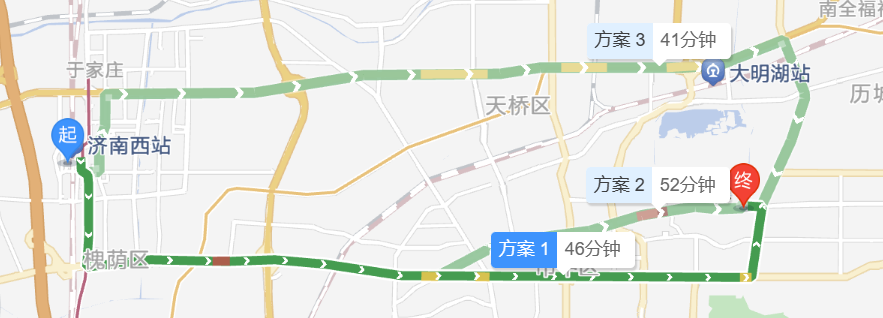 南全福
方案 3 41分钟
于家庄
大明湖站
历城
天桥区
起
济南西站
方案 2 52分钟
终
方案 1 46分钟
槐荫区